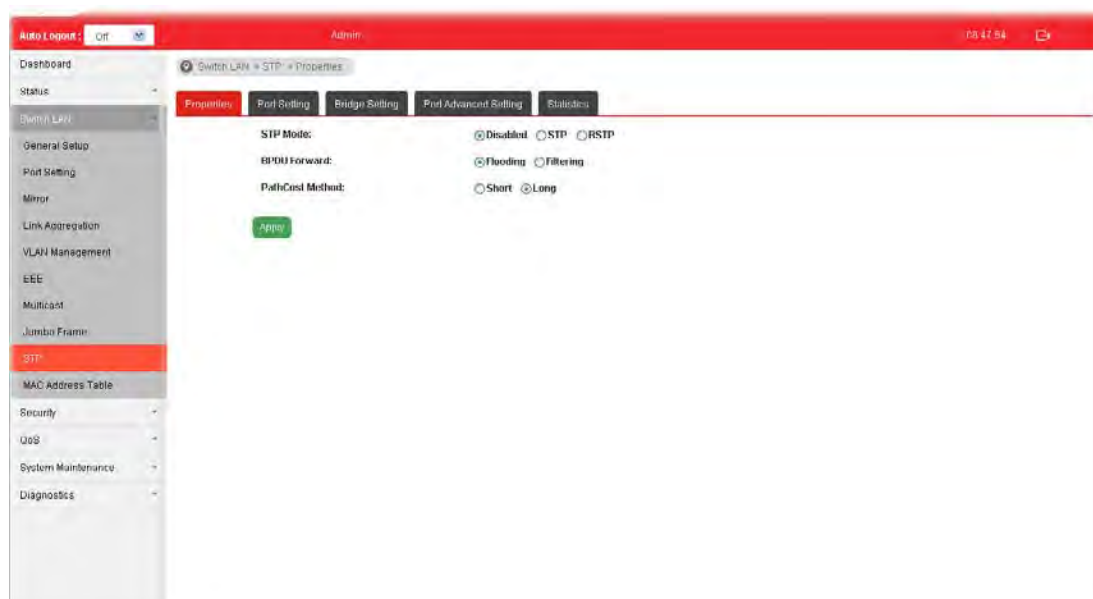 Auto Logout : Off
Admin
Dashboard
Switch LAN » STP » Properties
Status
Properties Port Setting Bridge Setting Port Advanced Setting Statistics
Switch LAN
STP Mode: Disabled STP RSTP
General Setup
BPDU Forward: Flooding Filtering
Port Setting
PathCost Method: Short Long
Mirror
Link Aggregation
Apply
VLAN Management
EEE
Multicast
Jumbo Frame
STP
MAC Address Table
Security
QoS
System Maintenance
Diagnostics